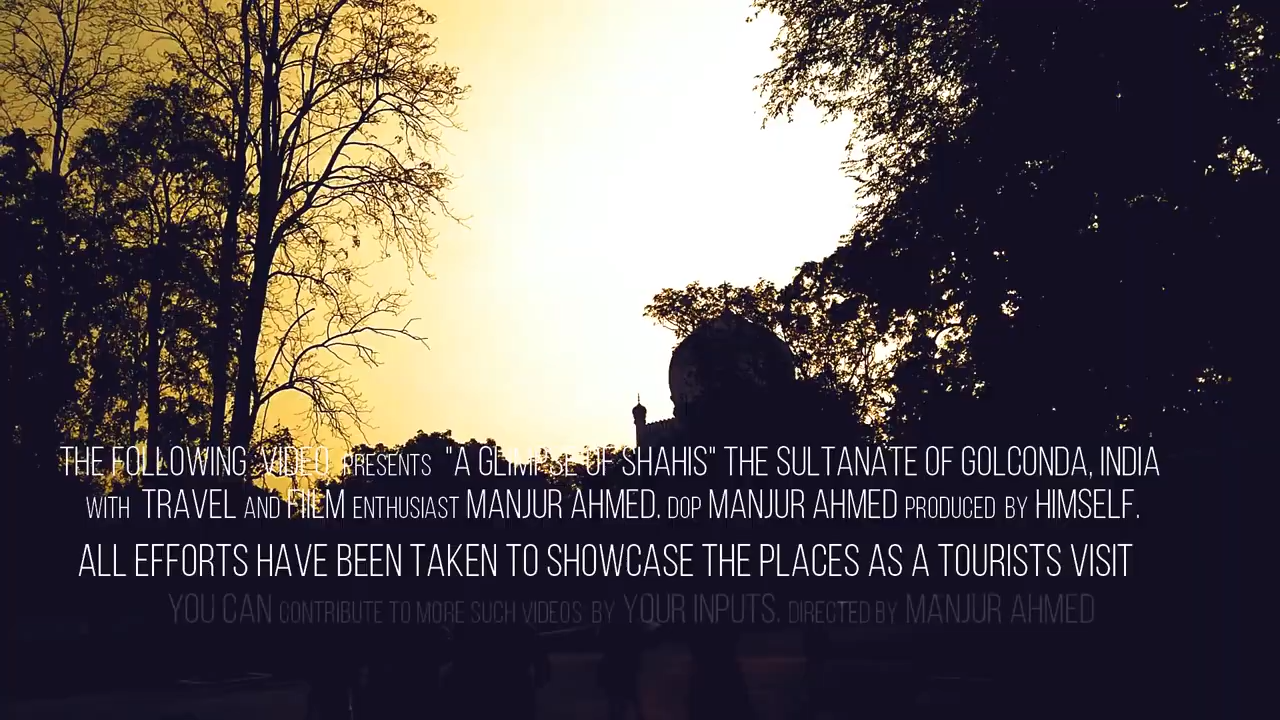 THE FOLLOWING VIDEO PRESENTS "A GLIMPSE OF SHAHIS" THE SULTANATE OF GOLCONDA, INDIA
WITH TRAVEL AND FILM ENTHUSIAST MANJUR AHMED. DOP MANJUR AHMED PRODUCED BY HIMSELF.
ALL EFFORTS HAVE BEEN TAKEN TO SHOWCASE THE PLACES AS A TOURISTS VISIT
YOU CAN CONTRIBUTE TO MORE SUCH VIDEOS BY YOUR INPUTS. DIRECTED BY MANJUR AHMED